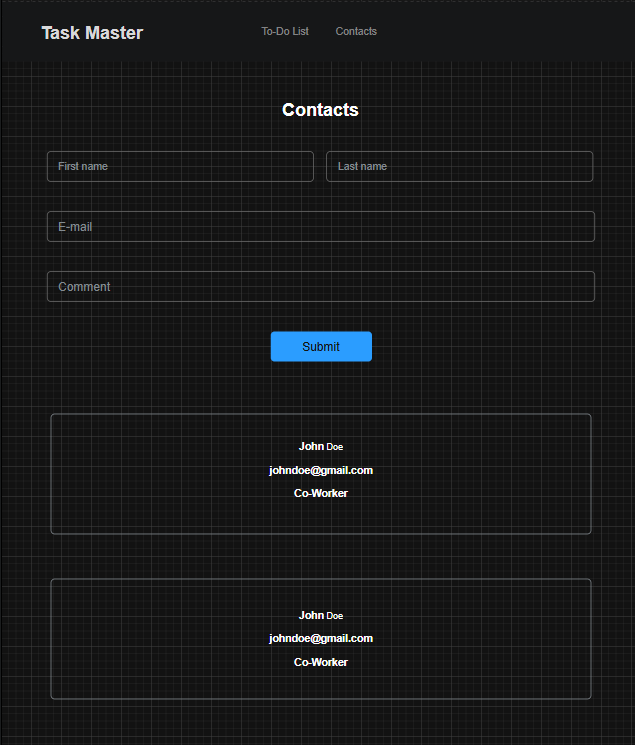 Task Master
To-Do List
Contacts
Contacts
First name
Last name
E-mail
Comment
Submit
John Doe
johndoe@gmail.com
Co-Worker
John Doe
johndoe@gmail.com
Co-Worker